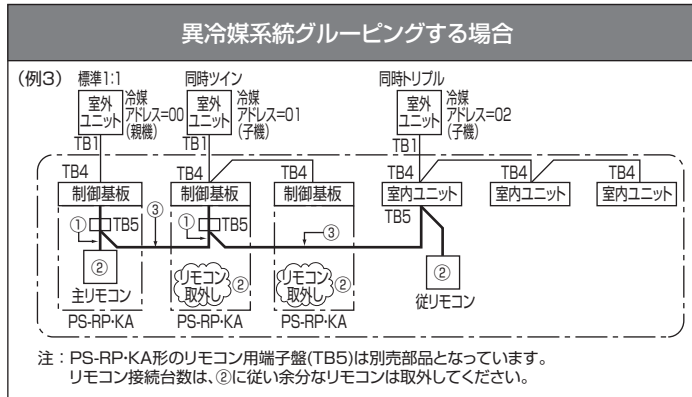 異冷媒系統グルーピングする場合
(例3) 標準1:1 同時ツイン 同時トリプル
室外ユニット 冷媒アドレス=00(親機) 室外ユニット 冷媒アドレス=01(子機) 室外ユニット 冷媒アドレス=02(子機)
TB1 TB1 TB1
TB4 TB4 TB4 TB4 TB4 TB4
制御基板 制御基板 制御基板 室内ユニット 室内ユニット 室内ユニット
① TB5 ③ ① TB5 ③ TB5
② リモコン取外し ② リモコン取外し ② ②
主リモコン 従リモコン
PS-RP・KA PS-RP・KA PS-RP・KA
注：PS-RP・KA形のリモコン用端子盤(TB5)は別売部品となっています。
リモコン接続台数は、②に従い余分なリモコンは取外してください。